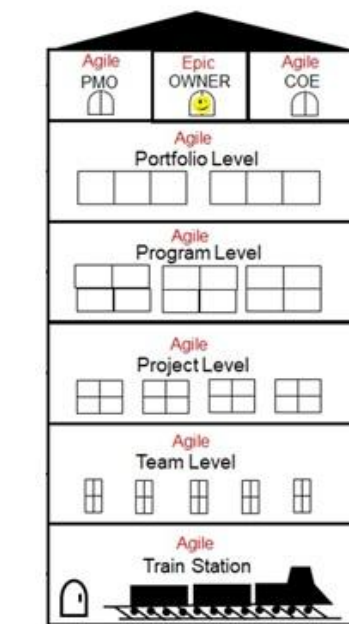 Agile
PMO
Epic
OWNER
Agile
COE
Agile
Portfolio Level
Agile
Program Level
Agile
Project Level
Agile
Team Level
Agile
Train Station